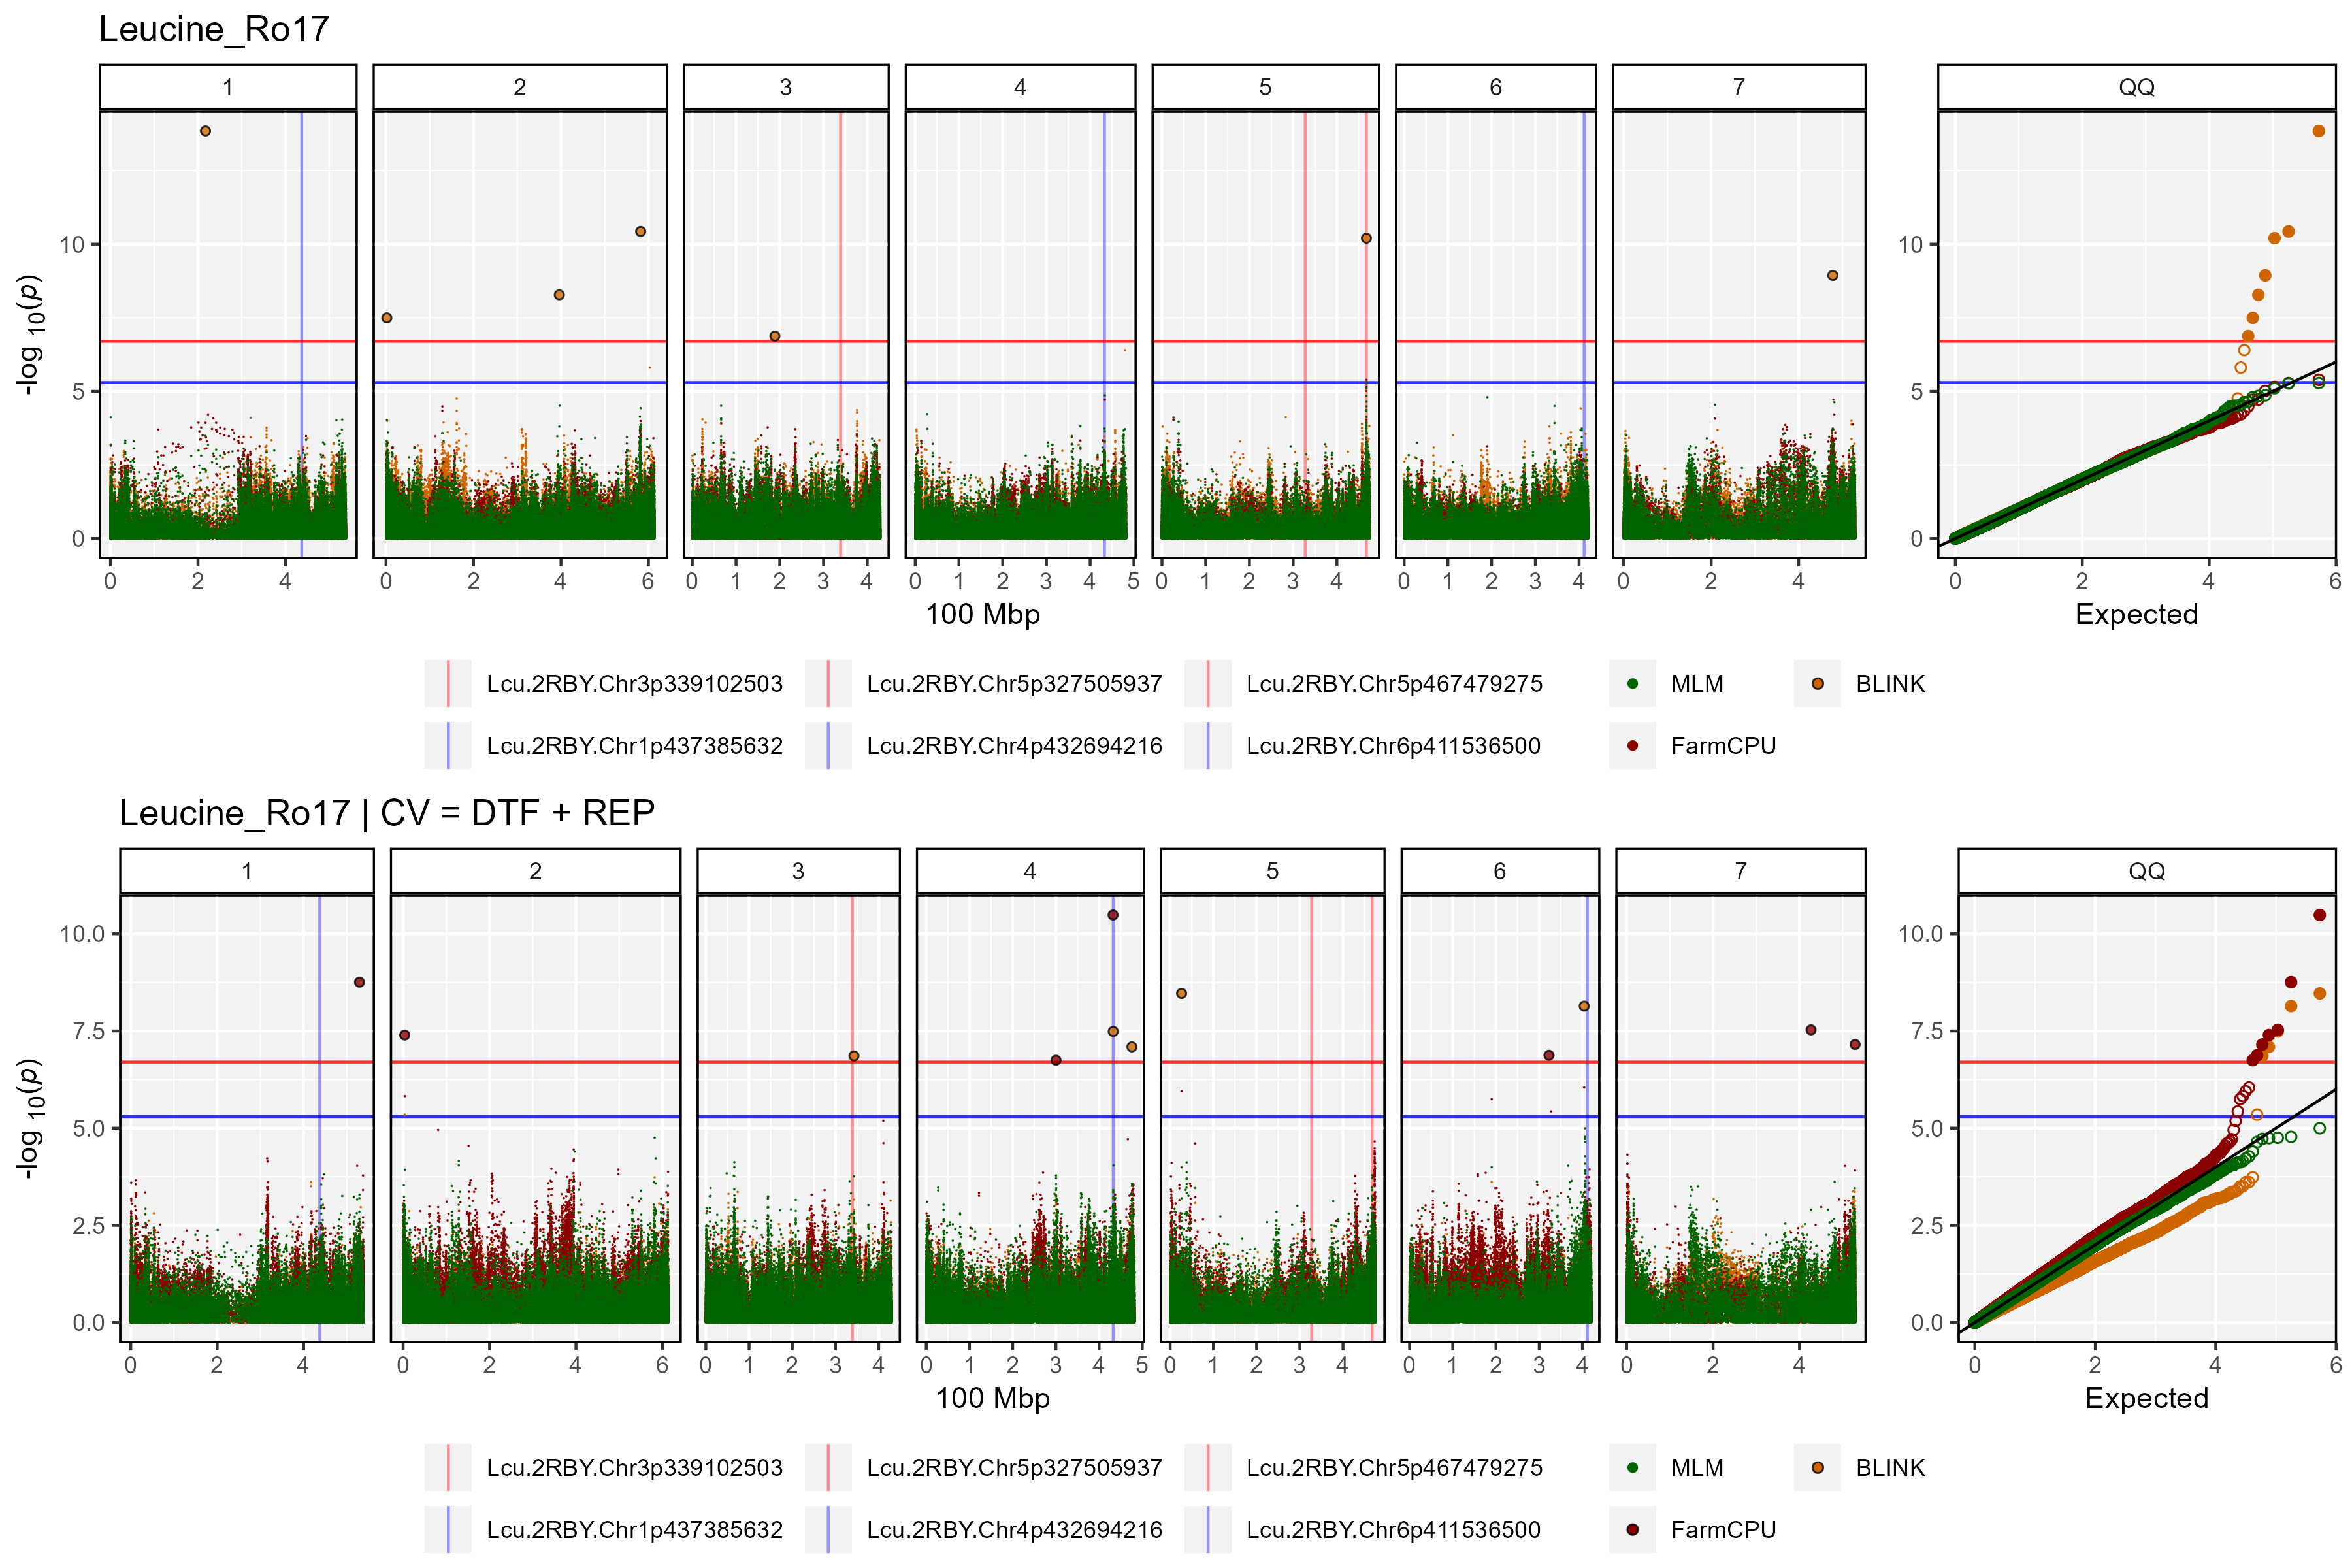 Leucine_Ro17
1 2 3 4 5 6 7 QQ
-log 10(p)
10 10
5 5
0 0
0 2 4 0 2 4 6 0 1 2 3 4 0 1 2 3 4 5 0 1 2 3 4 0 1 2 3 4 0 2 4 0 2 4 6
100 Mbp Expected
Lcu.2RBY.Chr3p339102503 Lcu.2RBY.Chr5p327505937 Lcu.2RBY.Chr5p467479275 MLM BLINK
Lcu.2RBY.Chr1p437385632 Lcu.2RBY.Chr4p432694216 Lcu.2RBY.Chr6p411536500 FarmCPU
Leucine_Ro17 | CV = DTF + REP
1 2 3 4 5 6 7 QQ
-log 10(p)
10.0 10.0
7.5 7.5
5.0 5.0
2.5 2.5
0.0 0.0
0 2 4 0 2 4 6 0 1 2 3 4 0 1 2 3 4 5 0 1 2 3 4 0 1 2 3 4 0 2 4 0 2 4 6
100 Mbp Expected
Lcu.2RBY.Chr3p339102503 Lcu.2RBY.Chr5p327505937 Lcu.2RBY.Chr5p467479275 MLM BLINK
Lcu.2RBY.Chr1p437385632 Lcu.2RBY.Chr4p432694216 Lcu.2RBY.Chr6p411536500 FarmCPU